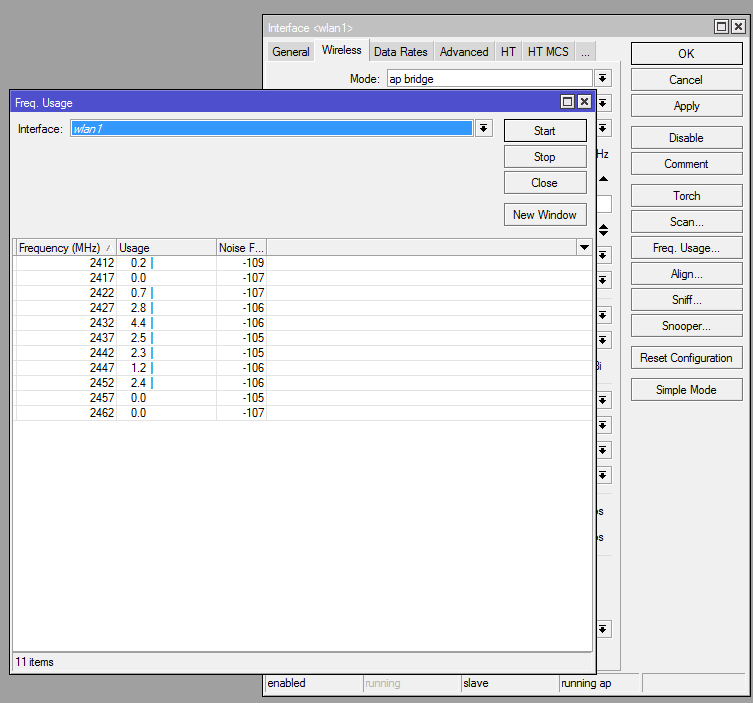 Interface <wlan1>
General Wireless Data Rates Advanced HT HT MCS ...
Mode: ap bridge
OK
Cancel
Apply
Disable
Comment
Torch
Scan...
Freq. Usage...
Align...
Sniff...
Snooper...
Reset Configuration
Simple Mode
Freq. Usage
Interface: wlan1
Start
Stop
Close
New Window
Frequency (MHz) Usage Noise F...
2412 0.2 -109
2417 0.0 -107
2422 0.7 -107
2427 2.8 -106
2432 4.4 -106
2437 2.5 -105
2442 2.3 -105
2447 1.2 -106
2452 2.4 -106
2457 0.0 -105
2462 0.0 -107
11 items
Hz
enabled running slave running ap